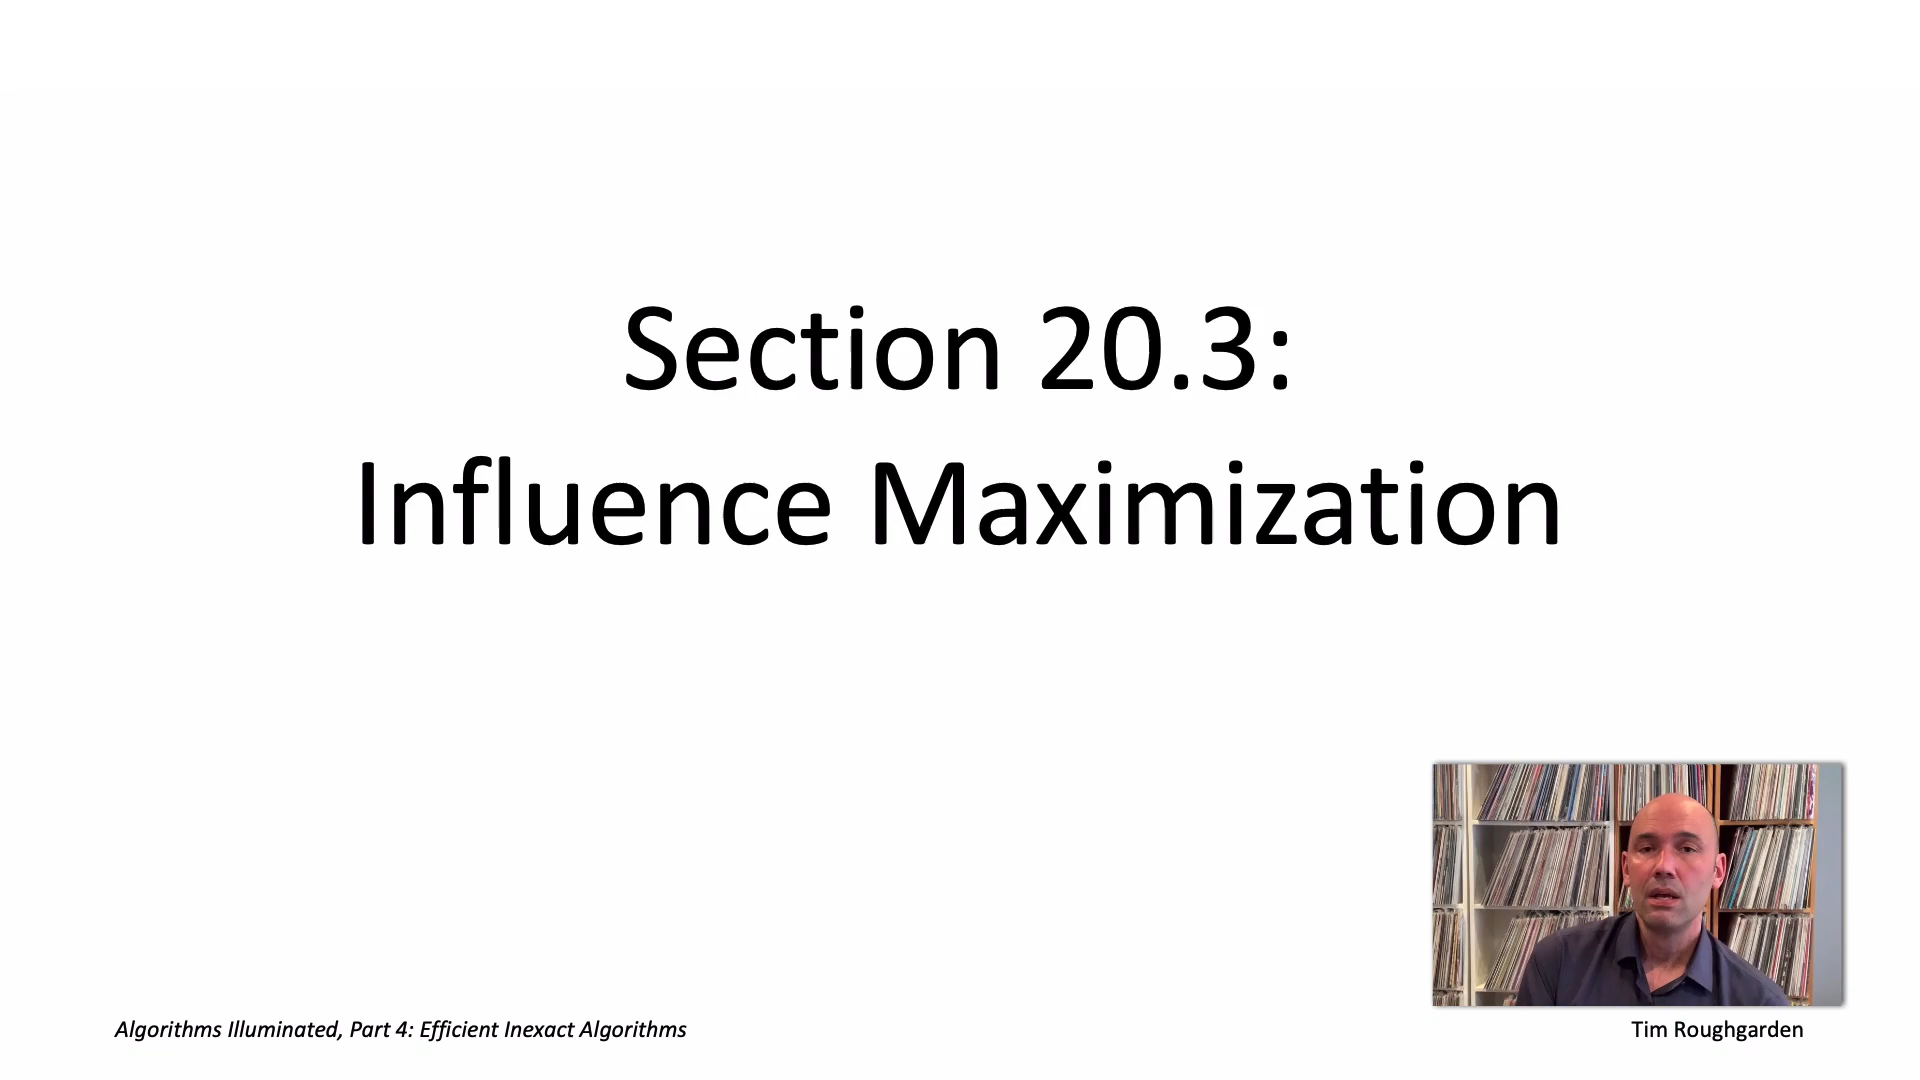 Section 20.3:
Influence Maximization
Algorithms Illuminated, Part 4: Efficient Inexact Algorithms
Tim Roughgarden